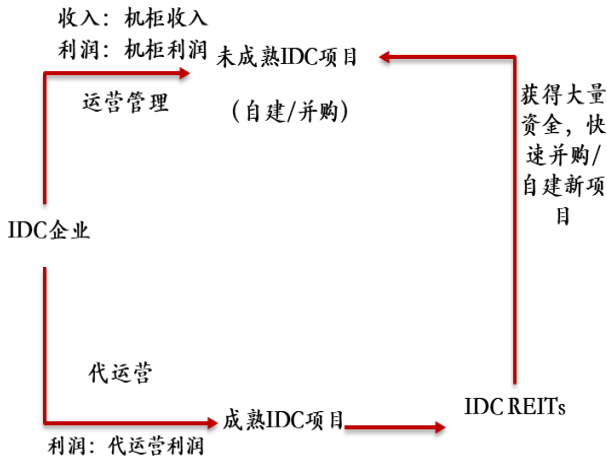 收入：机柜收入
利润：机柜利润
运营管理
未成熟IDC项目
（自建/并购）
获得大量
资金，快
速并购/
自建新项
目
IDC企业
代运营
利润：代运营利润
成熟IDC项目
IDC REITs